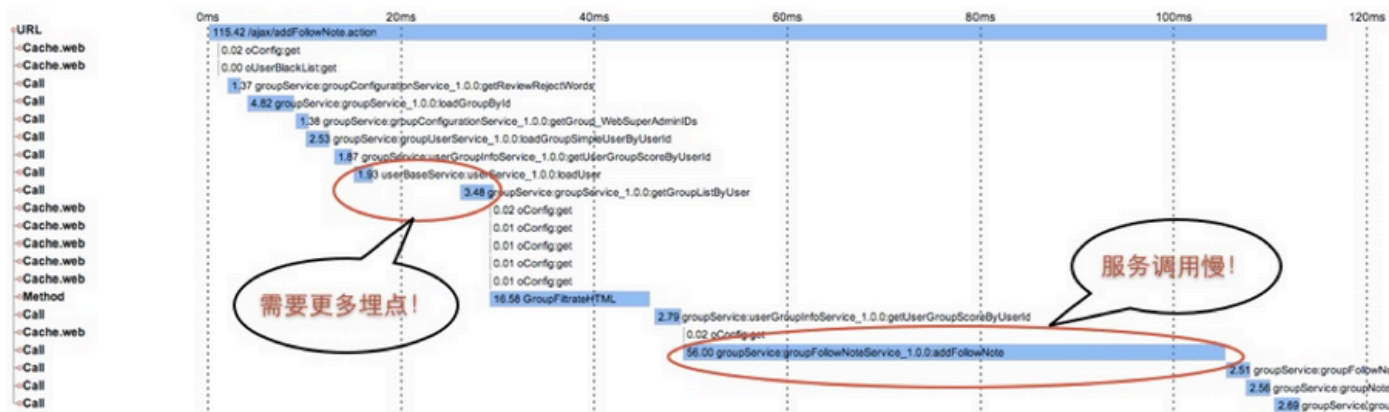 0ms 20ms 40ms 60ms 80ms 100ms 120ms
URL 115.42 /ajax/addFollowNote.action
Cache.web 0.02 oConfig:get
Cache.web 0.00 oUserBlackList:get
Call 1.37 groupService:groupConfigurationService_1.0.0:getReviewRejectWords
Call 4.82 groupService:groupService_1.0.0:loadGroupById
Call 1.38 groupService:groupConfigurationService_1.0.0:getGroup_WebSuperAdminIDs
Call 2.53 groupService:groupUserService_1.0.0:loadGroupSimpleUserByUserId
Call 1.87 groupService:userGroupInfoService_1.0.0:getUserGroupScoreByUserId
Call 1.93 userBaseService:userService_1.0.0:loadUser
Call 3.48 groupService:groupService_1.0.0:getGroupListByUser
Cache.web 0.02 oConfig:get
Cache.web 0.01 oConfig:get
Cache.web 0.01 oConfig:get
Cache.web 0.01 oConfig:get
Cache.web 0.01 oConfig:get
Method 16.58 GroupFiltrateHTML
Call 2.79 groupService:userGroupInfoService_1.0.0:getUserGroupScoreByUserId
Cache.web 0.02 oConfig:get
Call 56.00 groupService:groupFollowNoteService_1.0.0:addFollowNote
Call 2.51 groupService:groupFollowN
Call 2.56 groupService:groupNote
Call 2.69 groupService:grou
需要更多埋点!
服务调用慢!